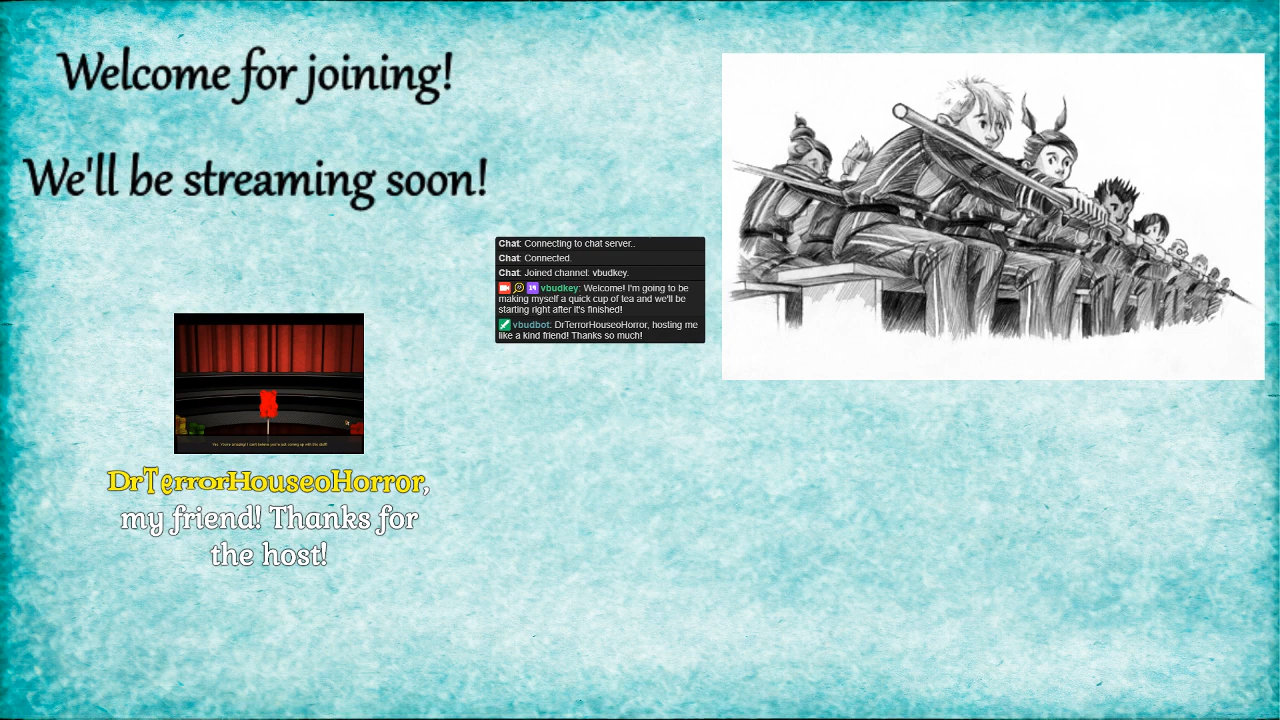 Welcome for joining!
We'll be streaming soon!
Chat: Connecting to chat server..
Chat: Connected.
Chat: Joined channel: vbudkey.
vbudkey: Welcome! I'm going to be
making myself a quick cup of tea and we'll be
starting right after it's finished!
vbudbot: DrTerrorHouseoHorror, hosting me
like a kind friend! Thanks so much!
DrTerrorHouseoHorror,
my friend! Thanks for
the host!